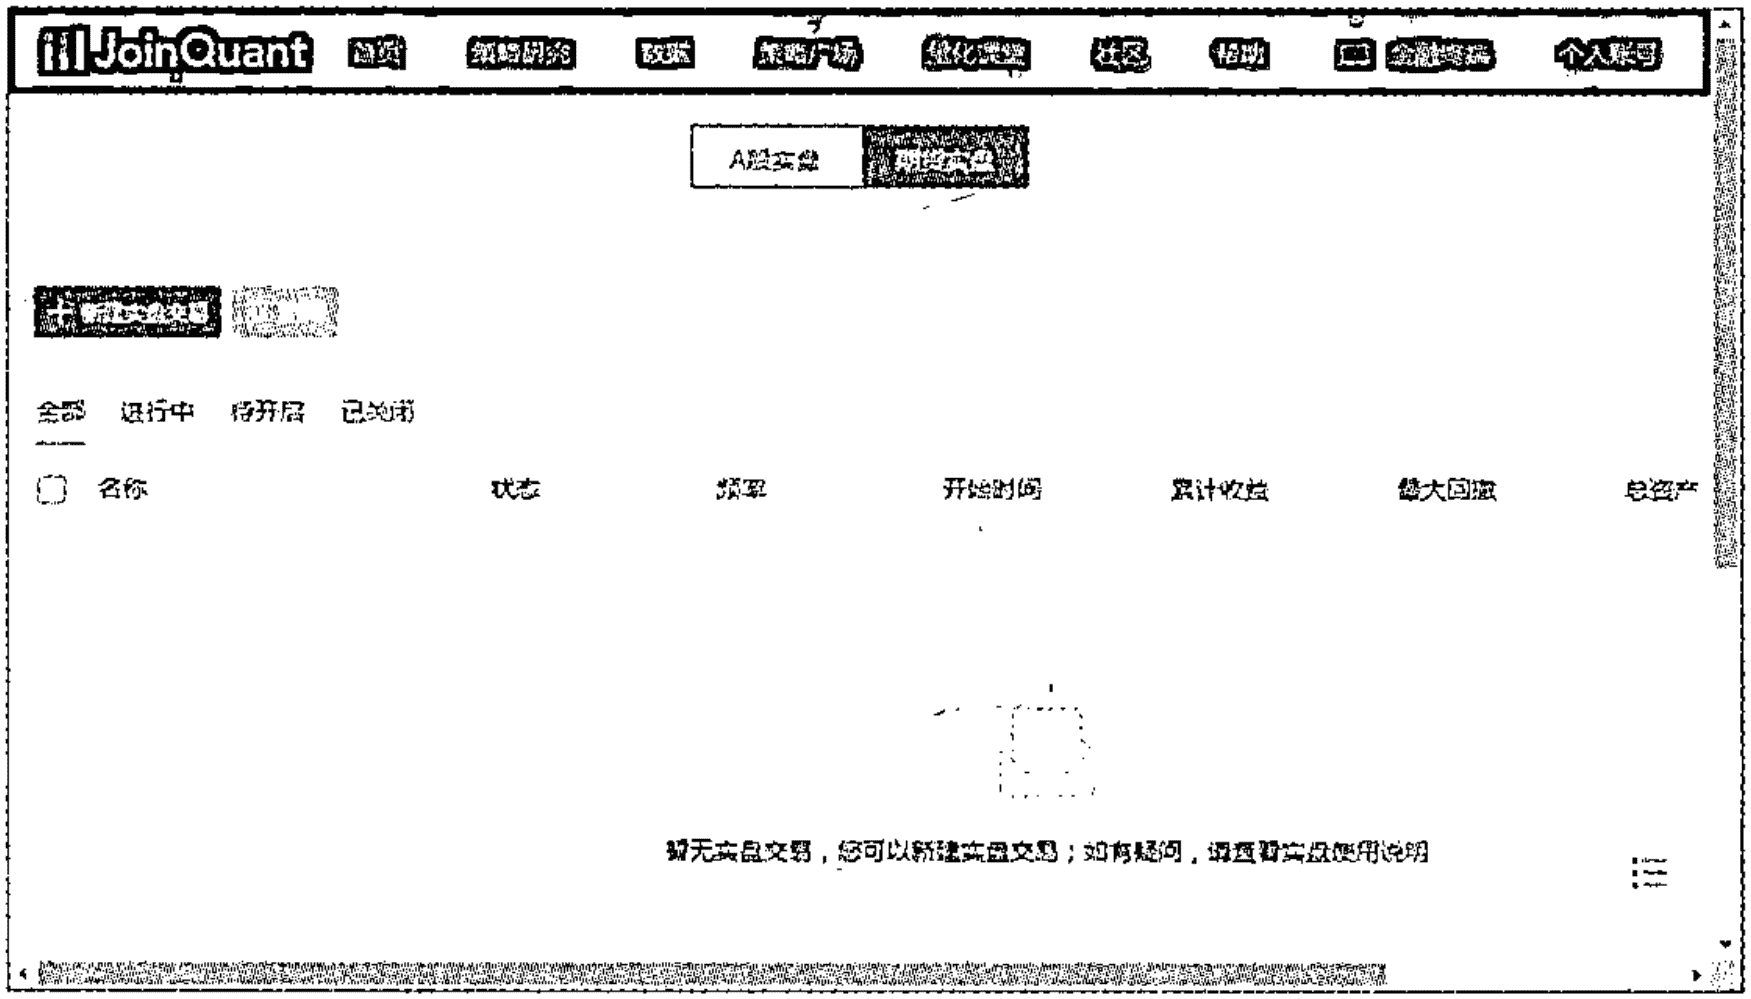 JoinQuant 首页 策略研究 数据 策略广场 量化课堂 社区 帮助 金融终端 个人账号
A股实盘 期货实盘
+ 新建实盘交易
全部 进行中 待开启 已关闭
名称 状态 频率 开始时间 累计收益 最大回撤 总资产
暂无实盘交易，您可以新建实盘交易；如有疑问，请查看实盘使用说明